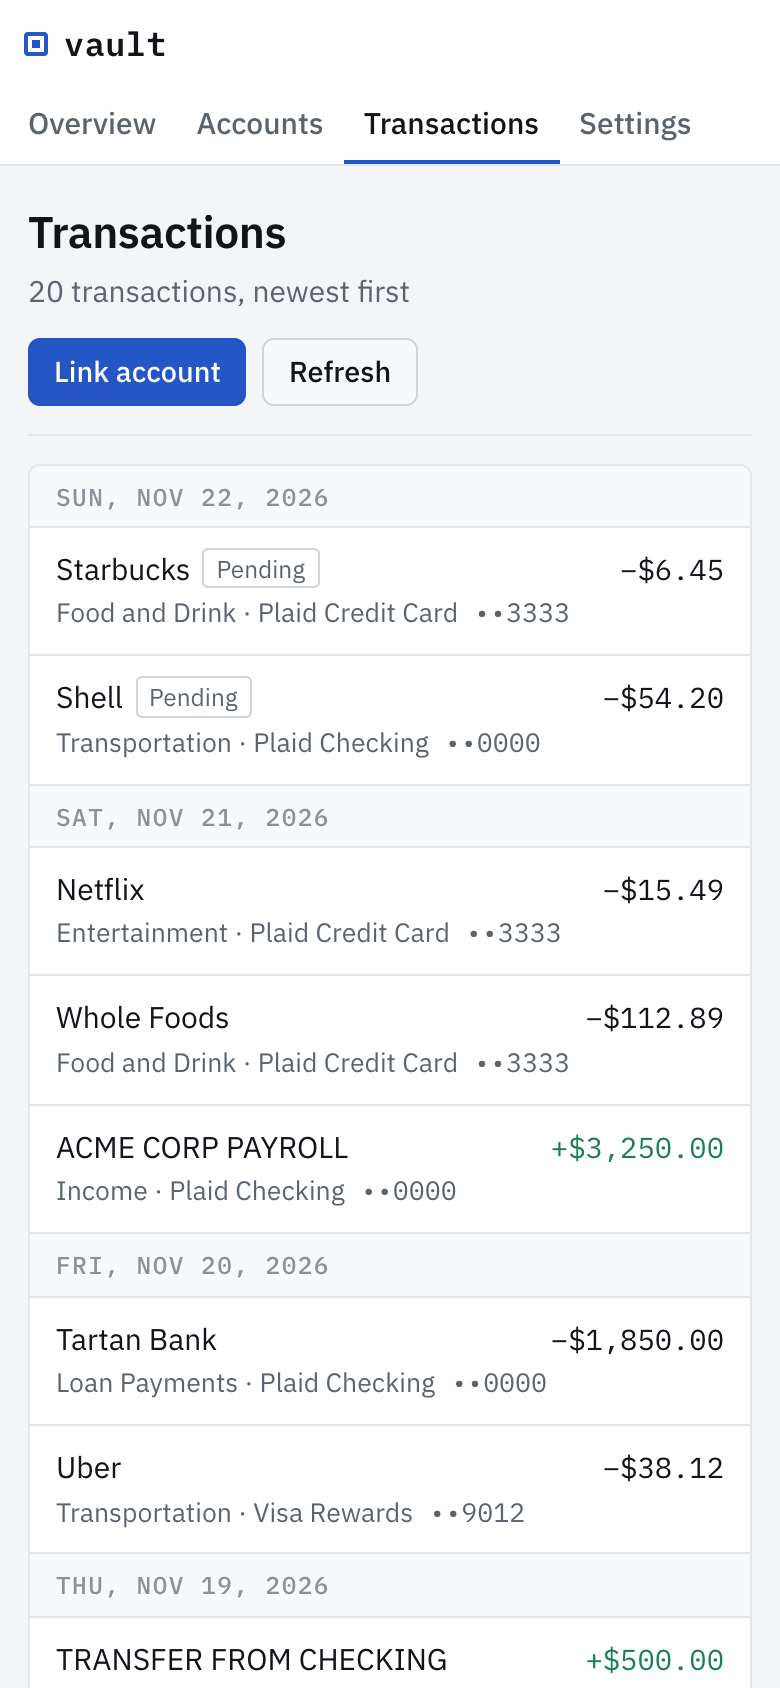 vault
Overview Accounts Transactions Settings
Transactions
20 transactions, newest first
Link account Refresh
SUN, NOV 22, 2026
Starbucks Pending −$6.45
Food and Drink · Plaid Credit Card ••3333
Shell Pending −$54.20
Transportation · Plaid Checking ••0000
SAT, NOV 21, 2026
Netflix −$15.49
Entertainment · Plaid Credit Card ••3333
Whole Foods −$112.89
Food and Drink · Plaid Credit Card ••3333
ACME CORP PAYROLL +$3,250.00
Income · Plaid Checking ••0000
FRI, NOV 20, 2026
Tartan Bank −$1,850.00
Loan Payments · Plaid Checking ••0000
Uber −$38.12
Transportation · Visa Rewards ••9012
THU, NOV 19, 2026
TRANSFER FROM CHECKING +$500.00